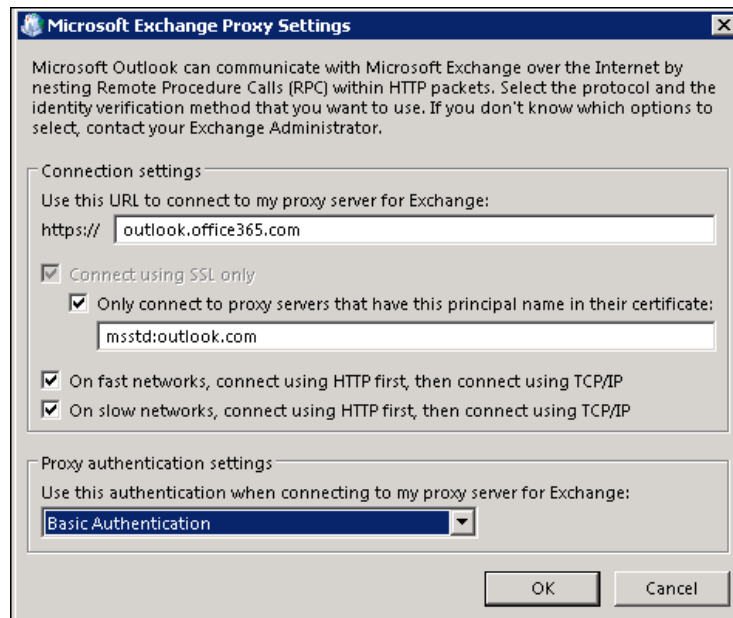 Microsoft Exchange Proxy Settings
Microsoft Outlook can communicate with Microsoft Exchange over the Internet by
nesting Remote Procedure Calls (RPC) within HTTP packets. Select the protocol and the
identity verification method that you want to use. If you don't know which options to
select, contact your Exchange Administrator.
Connection settings
Use this URL to connect to my proxy server for Exchange:
https:// outlook.office365.com
Connect using SSL only
Only connect to proxy servers that have this principal name in their certificate:
msstd:outlook.com
On fast networks, connect using HTTP first, then connect using TCP/IP
On slow networks, connect using HTTP first, then connect using TCP/IP
Proxy authentication settings
Use this authentication when connecting to my proxy server for Exchange:
Basic Authentication
OK Cancel